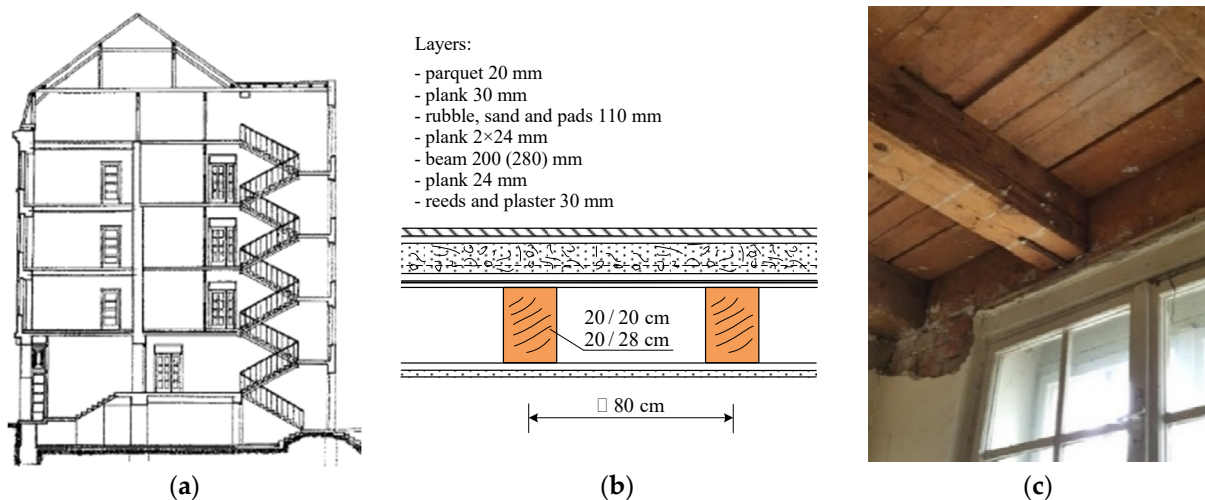 Layers:
- parquet 20 mm
- plank 30 mm
- rubble, sand and pads 110 mm
- plank 2×24 mm
- beam 200 (280) mm
- plank 24 mm
- reeds and plaster 30 mm
20 / 20 cm
20 / 28 cm
□ 80 cm
(a)
(b)
(c)